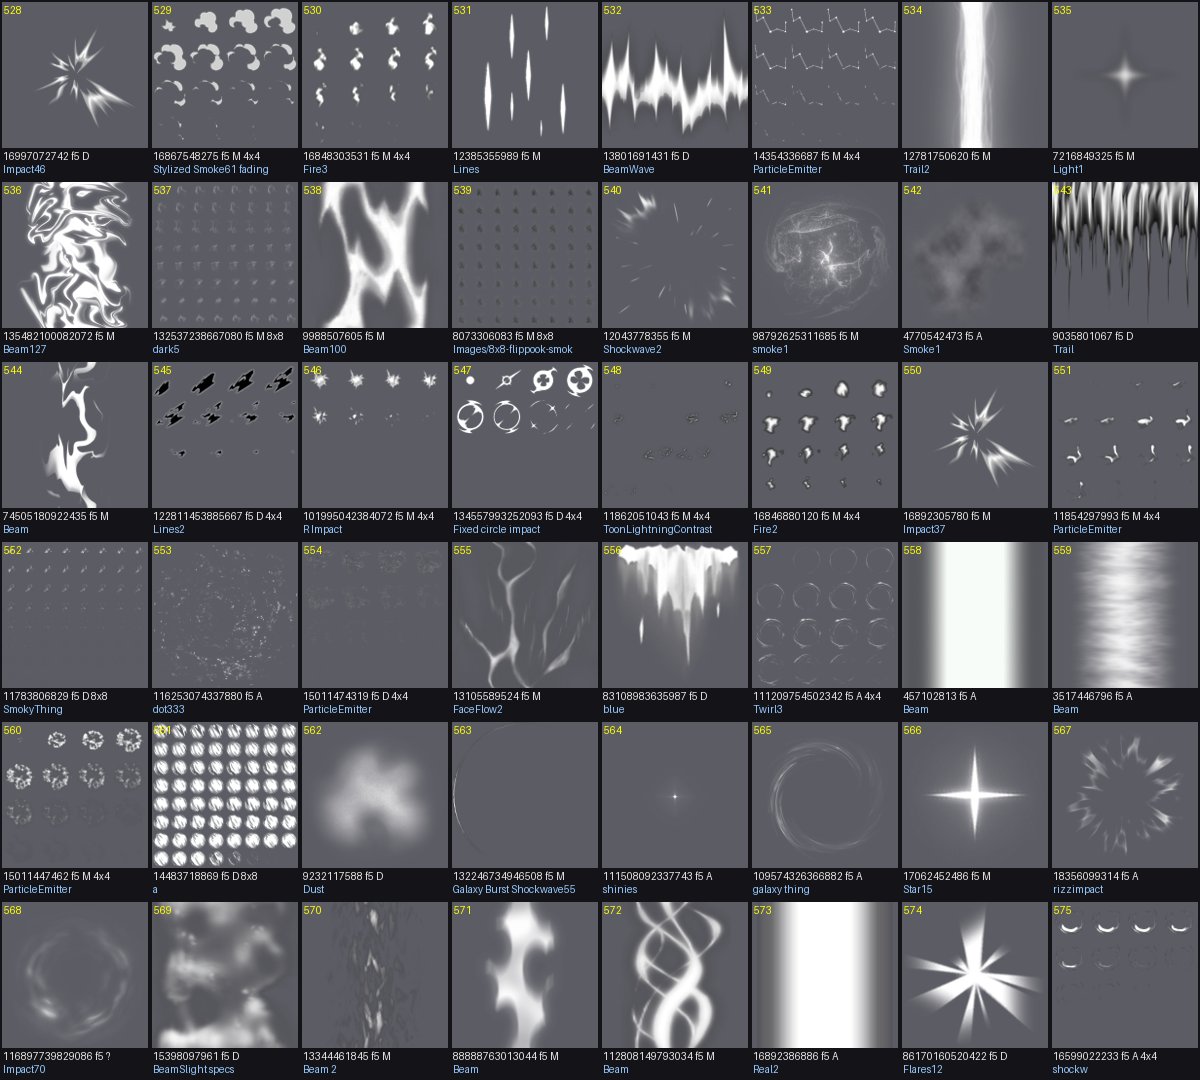 528 529 530 531 532 533 534 535
16997072742 f5 D 16867548275 f5 M 4x4 16848303531 f5 M 4x4 12385355989 f5 M 13801691431 f5 D 14354336687 f5 M 4x4 12781750620 f5 M 7216849325 f5 M
Impact46 Stylized Smoke61 fading Fire3 Lines BeamWave ParticleEmitter Trail2 Light1
536 537 538 539 540 541 542 543
135482100082072 f5 M 132537238667080 f5 M 8x8 9988507605 f5 M 8073306083 f5 M 8x8 12043778355 f5 M 98792625311685 f5 M 4770542473 f5 A 9035801067 f5 D
Beam127 dark5 Beam100 Images/8x8-flippook-smok Shockwave2 smoke1 Smoke1 Trail
544 545 546 547 548 549 550 551
74505180922435 f5 M 122811453885667 f5 D 4x4 101995042384072 f5 M 4x4 134557993252093 f5 D 4x4 11862051043 f5 M 4x4 16846880120 f5 M 4x4 16892305780 f5 M 11854297993 f5 M 4x4
Beam Lines2 R Impact Fixed circle impact ToonLightningContrast Fire2 Impact37 ParticleEmitter
552 553 554 555 556 557 558 559
11783806829 f5 D 8x8 116253074337880 f5 A 15011474319 f5 D 4x4 13105589524 f5 M 83108983635987 f5 D 111209754502342 f5 A 4x4 457102813 f5 A 3517446796 f5 A
SmokyThing dot333 ParticleEmitter FaceFlow2 blue Twirl3 Beam Beam
560 561 562 563 564 565 566 567
15011447462 f5 M 4x4 14483718869 f5 D 8x8 9232117588 f5 D 132246734946508 f5 M 111508092337743 f5 A 109574326366882 f5 A 17062452486 f5 M 18356099314 f5 A
ParticleEmitter a Dust Galaxy Burst Shockwave55 shinies galaxy thing Star15 rizzimpact
568 569 570 571 572 573 574 575
116897739829086 f5 ? 15398097961 f5 D 13344461845 f5 M 88888763013044 f5 M 112808149793034 f5 M 16892386886 f5 A 86170160520422 f5 D 16599022233 f5 A 4x4
Impact70 BeamSlightspecs Beam 2 Beam Beam Real2 Flares12 shockw